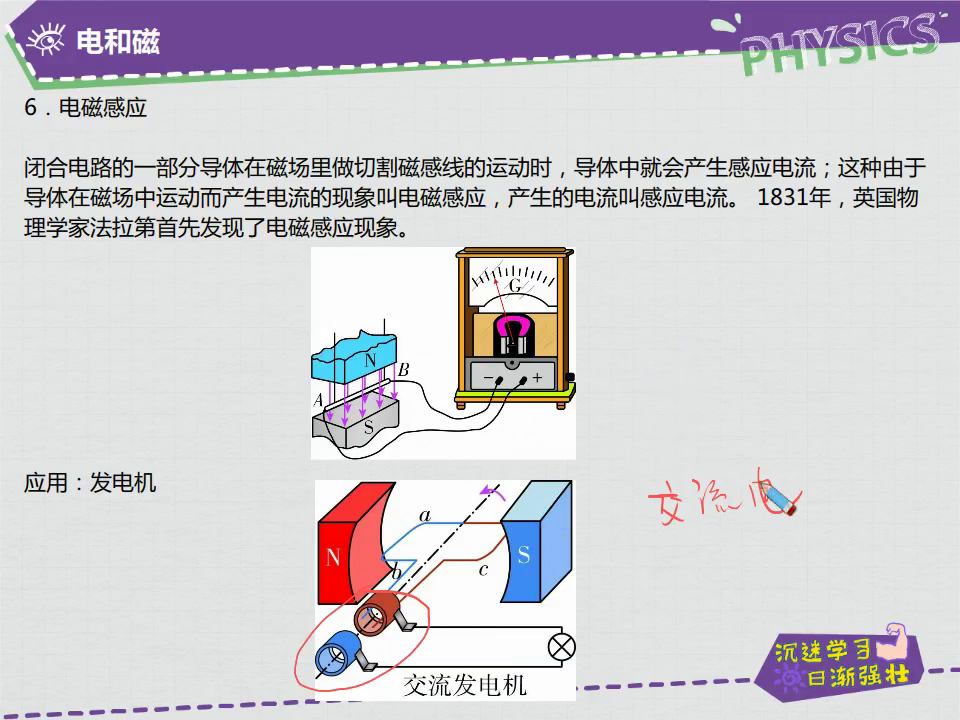 电和磁
PHYSICS
6．电磁感应
闭合电路的一部分导体在磁场里做切割磁感线的运动时，导体中就会产生感应电流；这种由于
导体在磁场中运动而产生电流的现象叫电磁感应，产生的电流叫感应电流。 1831年，英国物
理学家法拉第首先发现了电磁感应现象。
G
N
B
A
S
− +
应用：发电机
交流电
a
N
S
b
c
交流发电机
沉迷学习
日渐强壮